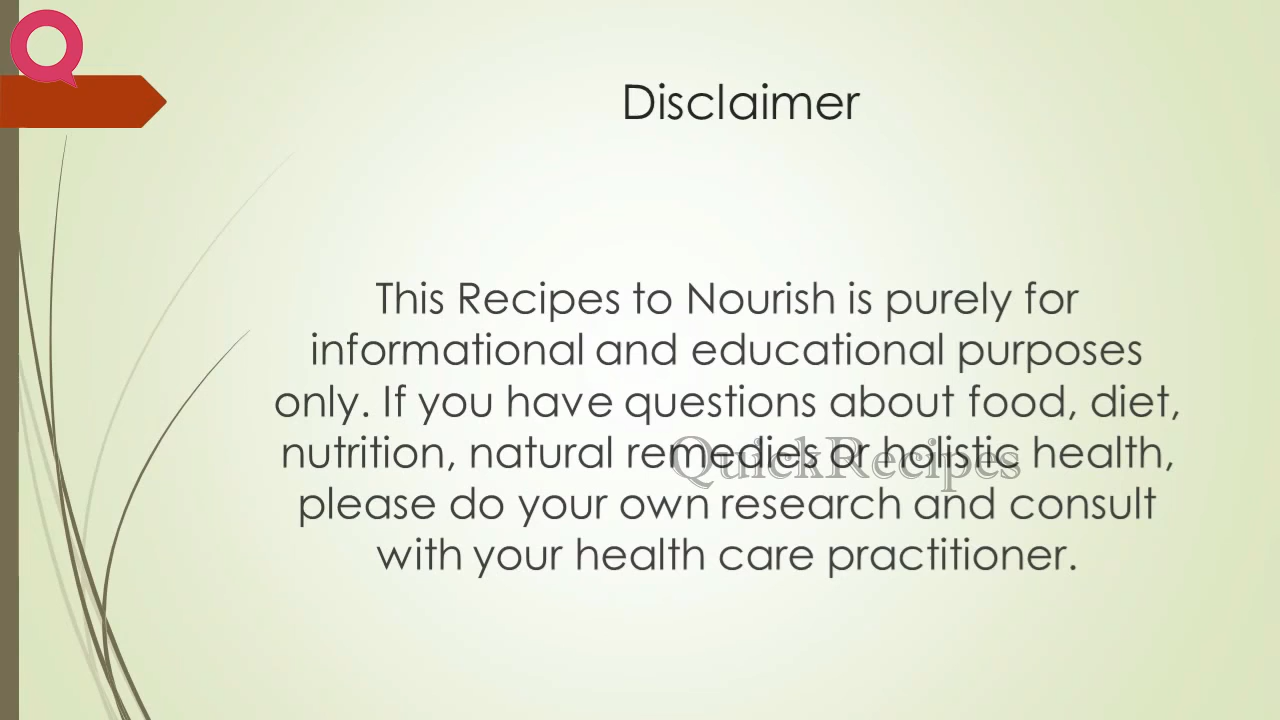 Disclaimer
This Recipes to Nourish is purely for
informational and educational purposes
only. If you have questions about food, diet,
nutrition, natural remedies or holistic health,
QuickRecipes
please do your own research and consult
with your health care practitioner.